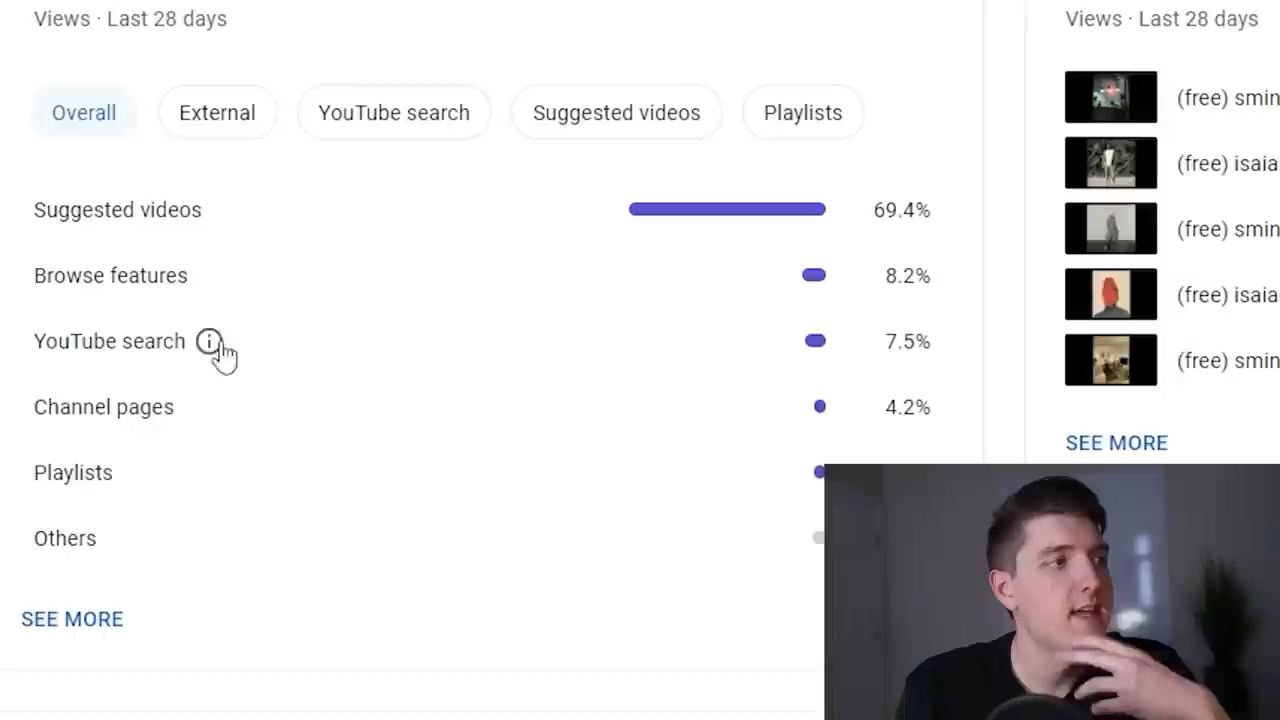 Views · Last 28 days
Overall
External
YouTube search
Suggested videos
Playlists
Suggested videos 69.4%
Browse features 8.2%
YouTube search 7.5%
Channel pages 4.2%
Playlists
Others
SEE MORE
Views · Last 28 days
(free) smin
(free) isaia
(free) smin
(free) isaia
(free) smin
SEE MORE